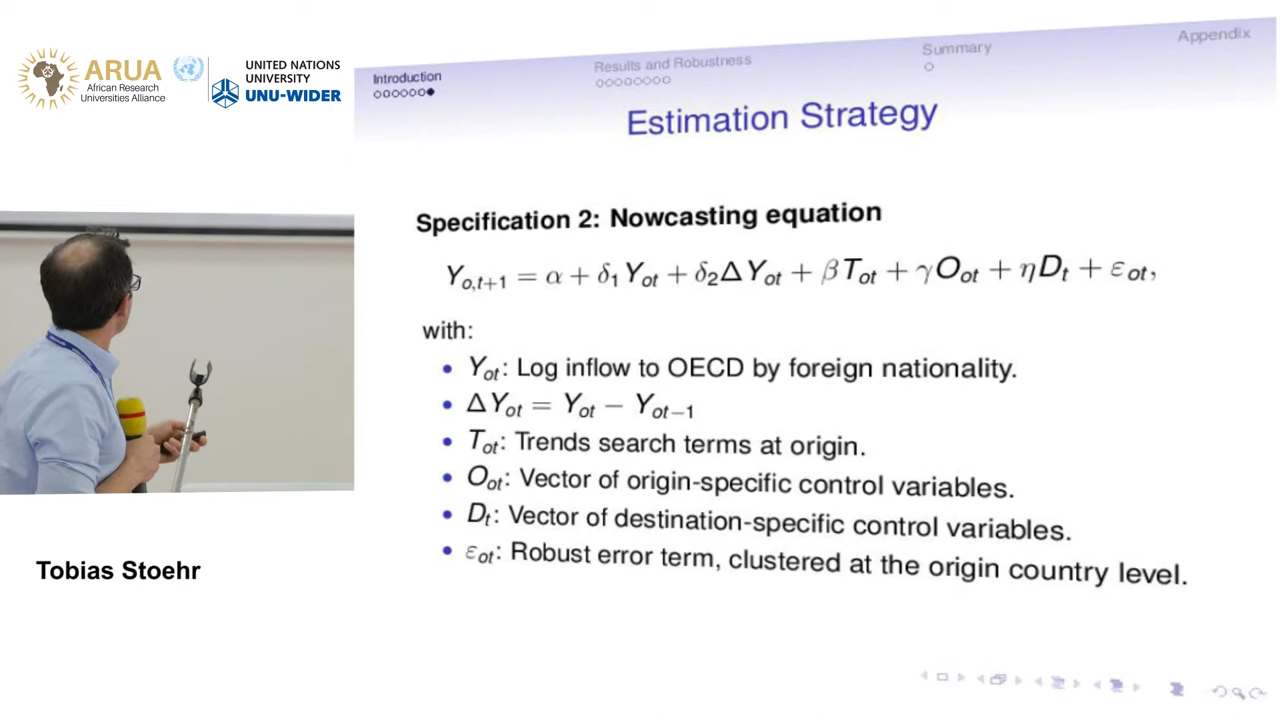 ARUA
African Research
Universities Alliance
UNITED NATIONS
UNIVERSITY
UNU-WIDER
Introduction
Results and Robustness
Summary
Appendix
Estimation Strategy
Specification 2: Nowcasting equation
Y_{o,t+1} = α + δ_1 Y_{ot} + δ_2 ΔY_{ot} + βT_{ot} + γO_{ot} + ηD_t + ε_{ot},
with:
• Y_{ot}: Log inflow to OECD by foreign nationality.
• ΔY_{ot} = Y_{ot} − Y_{ot−1}
• T_{ot}: Trends search terms at origin.
• O_{ot}: Vector of origin-specific control variables.
• D_t: Vector of destination-specific control variables.
• ε_{ot}: Robust error term, clustered at the origin country level.
Tobias Stoehr